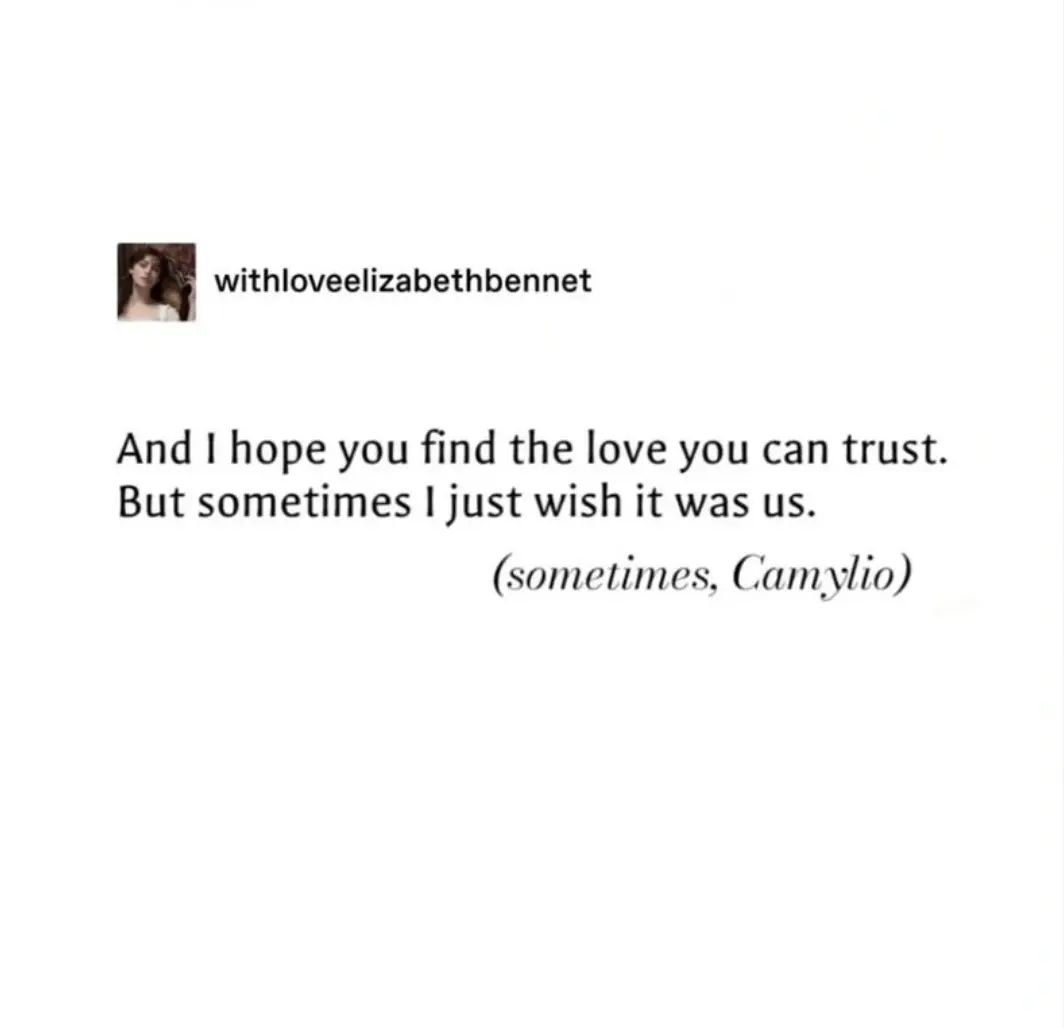 withloveelizabethbennet
And I hope you find the love you can trust.
But sometimes I just wish it was us.
(sometimes, Camylio)